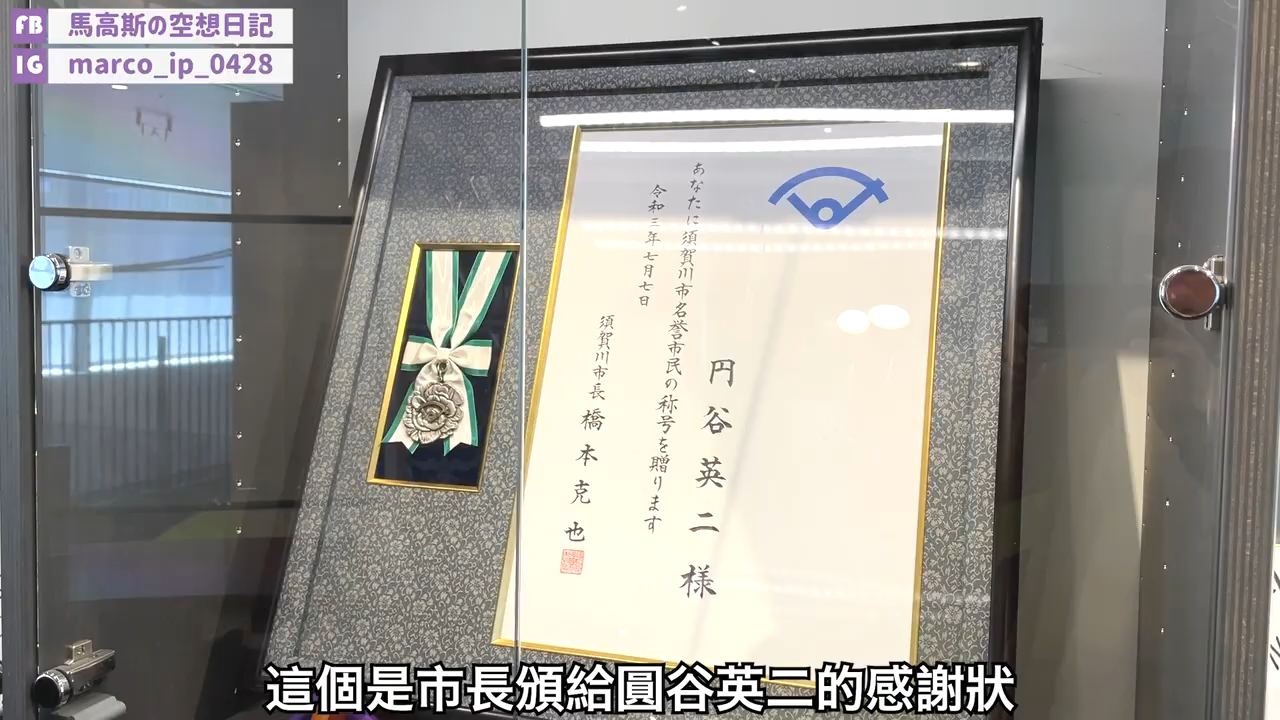 FB 馬高斯の空想日記
IG marco_ip_0428
円谷英二様
あなたに須賀川市名誉市民の称号を贈ります
令和三年七月七日
須賀川市長 橋本克也
這個是市長頒給圓谷英二的感謝狀